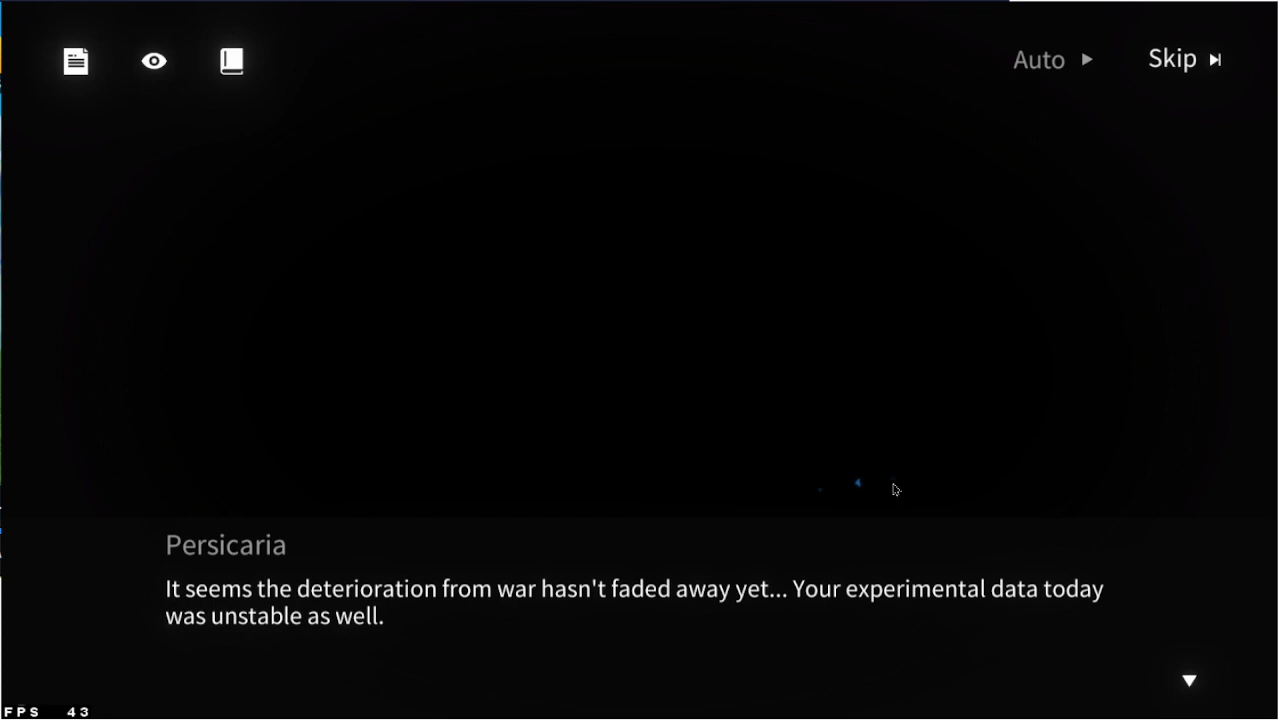 Auto
Skip
Persicaria
It seems the deterioration from war hasn't faded away yet... Your experimental data today
was unstable as well.
FPS 43